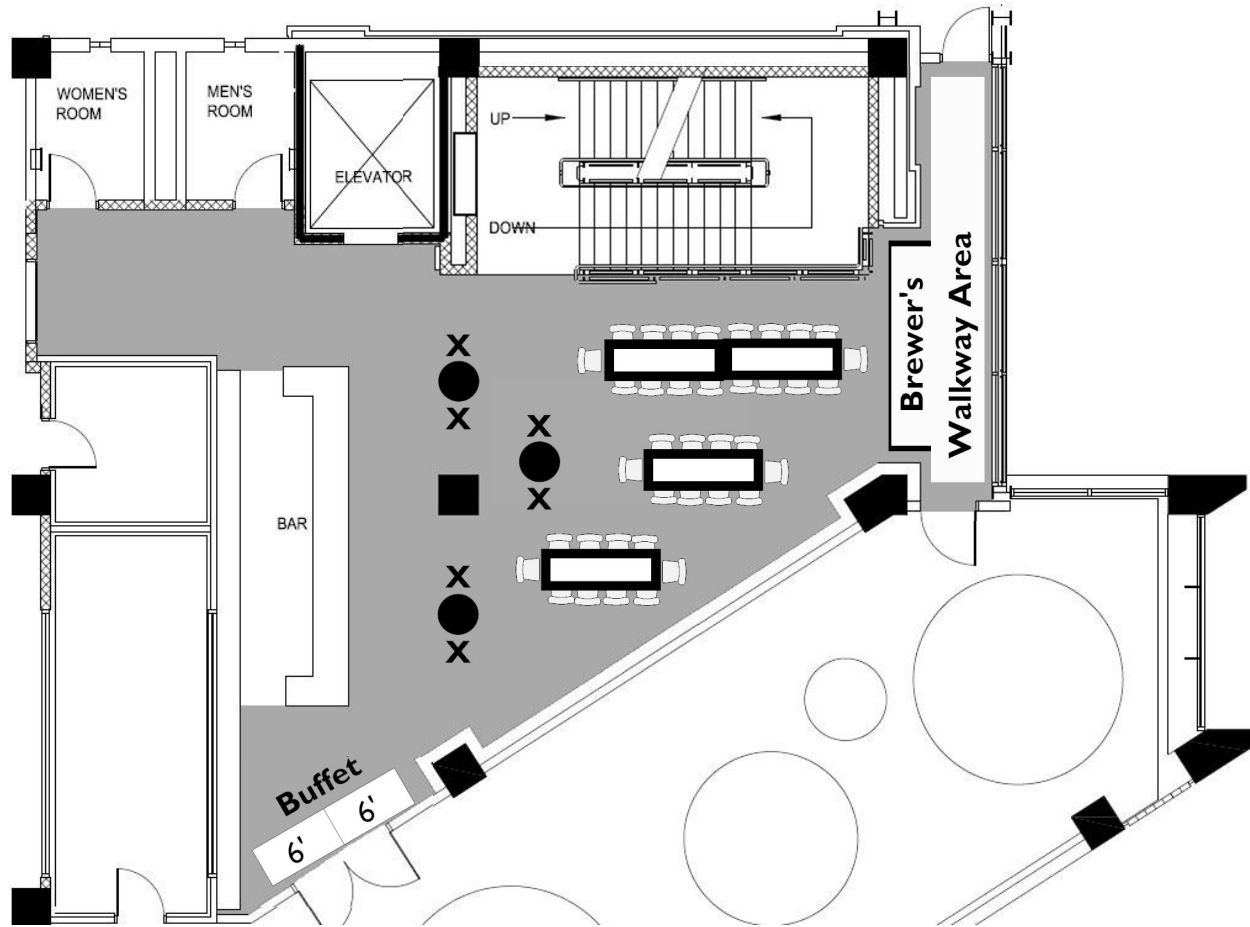 WOMEN'S
ROOM
MEN'S
ROOM
ELEVATOR
UP
DOWN
Brewer's
Walkway Area
X
X
X
X
BAR
X
X
Buffet
6'
6'